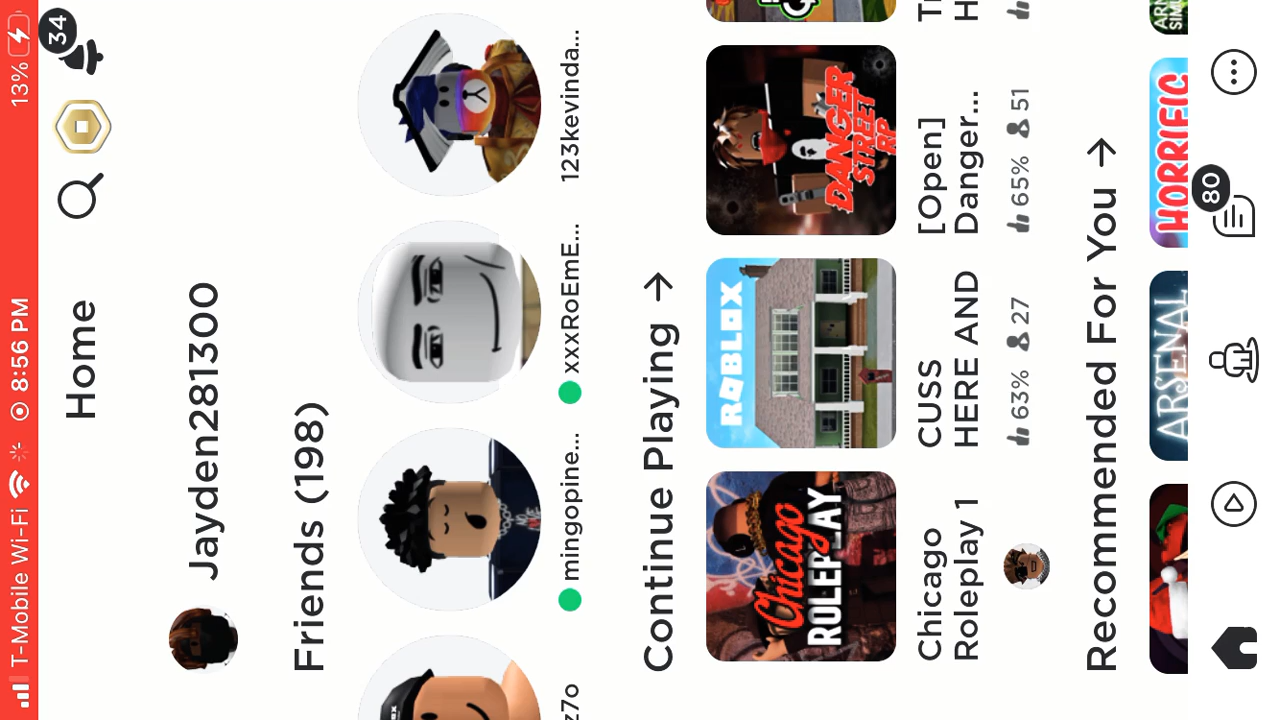 T-Mobile Wi-Fi 8:56 PM 13%
Home
34
Jayden281300
Friends (198)
z7o
mingopine...
xxxRoEmE...
123kevinda...
Continue Playing →
Chicago
ROLEPLAY
Chicago
Roleplay 1
ROBLOX
CUSS
HERE AND
63% 27
DANGER
STREET
RP
[Open]
Danger...
65% 51
Recommended For You →
ARSENAL
HORRIFIC
80